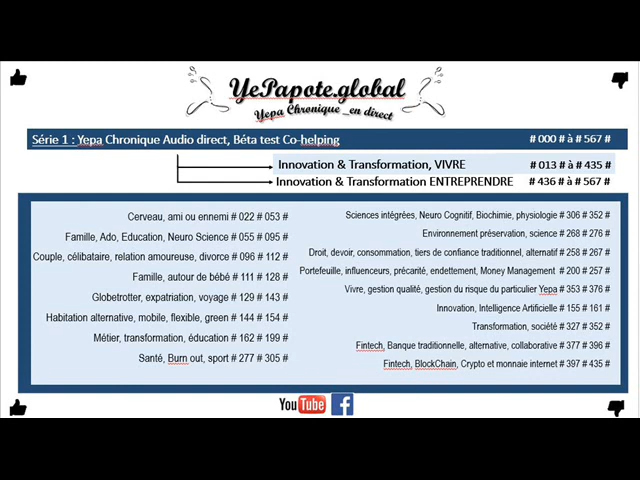 YePapote.global
Yepa Chronique _en direct
Série 1 : Yepa Chronique Audio direct, Béta test Co-helping # 000 # à # 567 #
Innovation & Transformation, VIVRE # 013 # à # 435 #
Innovation & Transformation ENTREPRENDRE # 436 # à # 567 #
Cerveau, ami ou ennemi # 022 # 053 #
Famille, Ado, Education, Neuro Science # 055 # 095 #
Couple, célibataire, relation amoureuse, divorce # 096 # 112 #
Famille, autour de bébé # 111 # 128 #
Globetrotter, expatriation, voyage # 129 # 143 #
Habitation alternative, mobile, flexible, green # 144 # 154 #
Métier, transformation, éducation # 162 # 199 #
Santé, Burn out, sport # 277 # 305 #
Sciences intégrées, Neuro Cognitif, Biochimie, physiologie # 306 # 352 #
Environnement préservation, science # 268 # 276 #
Droit, devoir, consommation, tiers de confiance traditionnel, alternatif # 258 # 267 #
Portefeuille, influenceurs, précarité, endettement, Money Management # 200 # 257 #
Vivre, gestion qualité, gestion du risque du particulier Yepa # 353 # 376 #
Innovation, Intelligence Artificielle # 155 # 161 #
Transformation, société # 327 # 352 #
Fintech, Banque traditionnelle, alternative, collaborative # 377 # 396 #
Fintech, BlockChain, Crypto et monnaie internet # 397 # 435 #
YouTube f